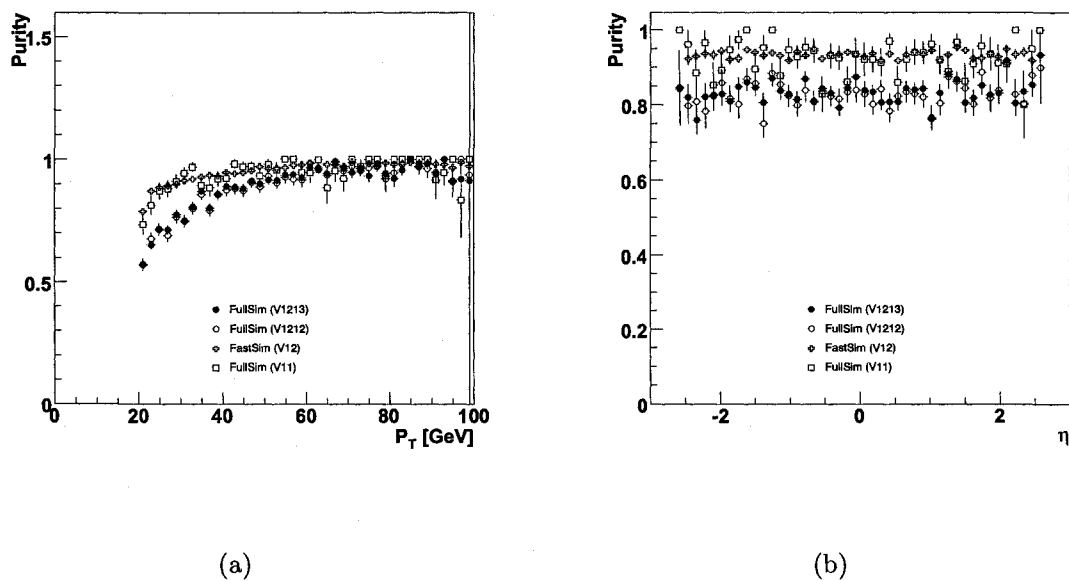 Purity
1.5
1
0.5
0
FullSim (V1213)
FullSim (V1212)
FastSim (V12)
FullSim (V11)
0 20 40 60 80 100
P_T [GeV]
(a)
Purity
1
0.8
0.6
0.4
0.2
0
FullSim (V1213)
FullSim (V1212)
FastSim (V12)
FullSim (V11)
-2 0 2
η
(b)